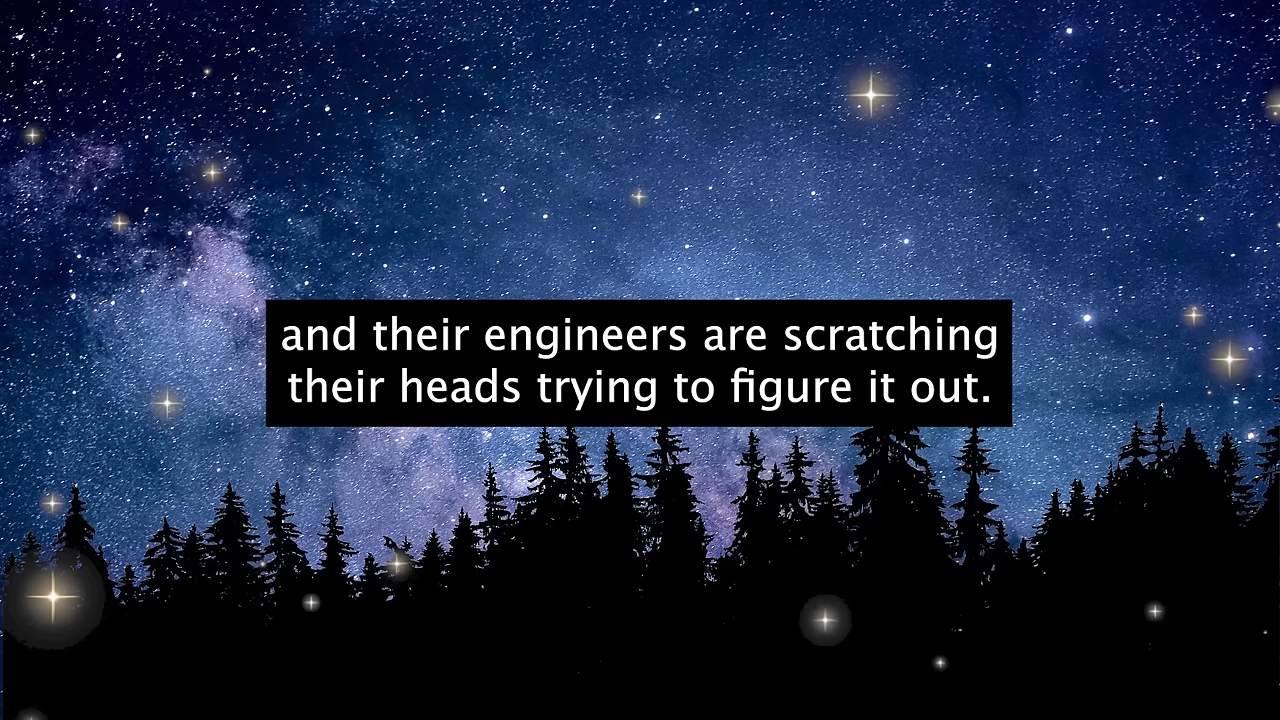 and their engineers are scratching
their heads trying to figure it out.